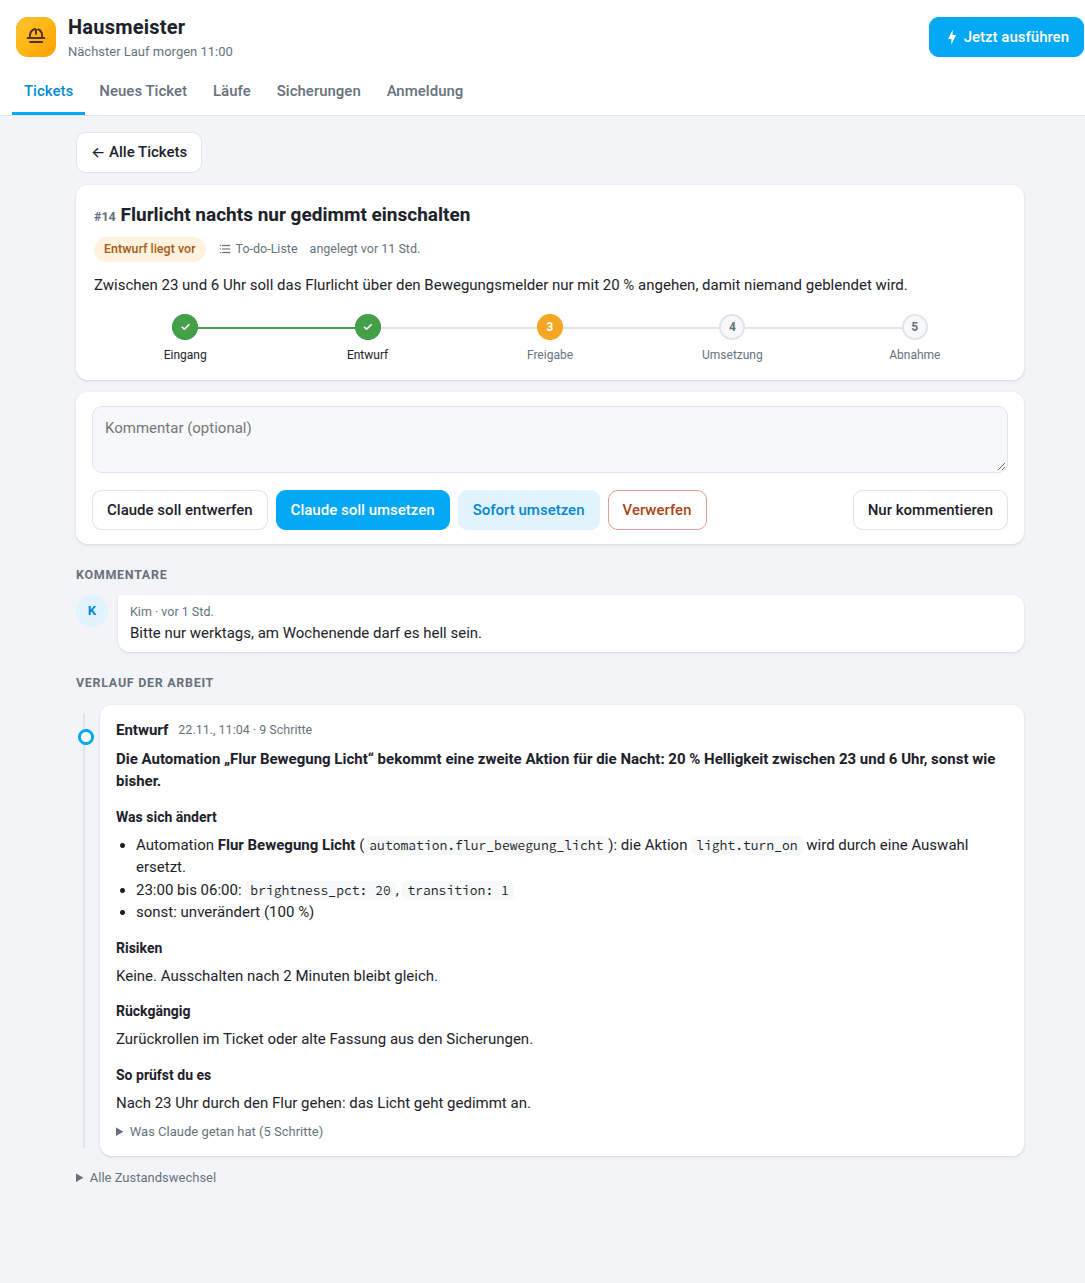 Hausmeister
Nächster Lauf morgen 11:00
Jetzt ausführen
Tickets Neues Ticket Läufe Sicherungen Anmeldung
← Alle Tickets
#14 Flurlicht nachts nur gedimmt einschalten
Entwurf liegt vor To-do-Liste angelegt vor 11 Std.
Zwischen 23 und 6 Uhr soll das Flurlicht über den Bewegungsmelder nur mit 20 % angehen, damit niemand geblendet wird.
3 4 5
Eingang Entwurf Freigabe Umsetzung Abnahme
Kommentar (optional)
Claude soll entwerfen Claude soll umsetzen Sofort umsetzen Verwerfen Nur kommentieren
KOMMENTARE
K
Kim · vor 1 Std.
Bitte nur werktags, am Wochenende darf es hell sein.
VERLAUF DER ARBEIT
Entwurf 22.11., 11:04 · 9 Schritte
Die Automation „Flur Bewegung Licht“ bekommt eine zweite Aktion für die Nacht: 20 % Helligkeit zwischen 23 und 6 Uhr, sonst wie
bisher.
Was sich ändert
• Automation Flur Bewegung Licht ( automation.flur_bewegung_licht ): die Aktion light.turn_on wird durch eine Auswahl
ersetzt.
• 23:00 bis 06:00: brightness_pct: 20 , transition: 1
• sonst: unverändert (100 %)
Risiken
Keine. Ausschalten nach 2 Minuten bleibt gleich.
Rückgängig
Zurückrollen im Ticket oder alte Fassung aus den Sicherungen.
So prüfst du es
Nach 23 Uhr durch den Flur gehen: das Licht geht gedimmt an.
▶ Was Claude getan hat (5 Schritte)
▶ Alle Zustandswechsel